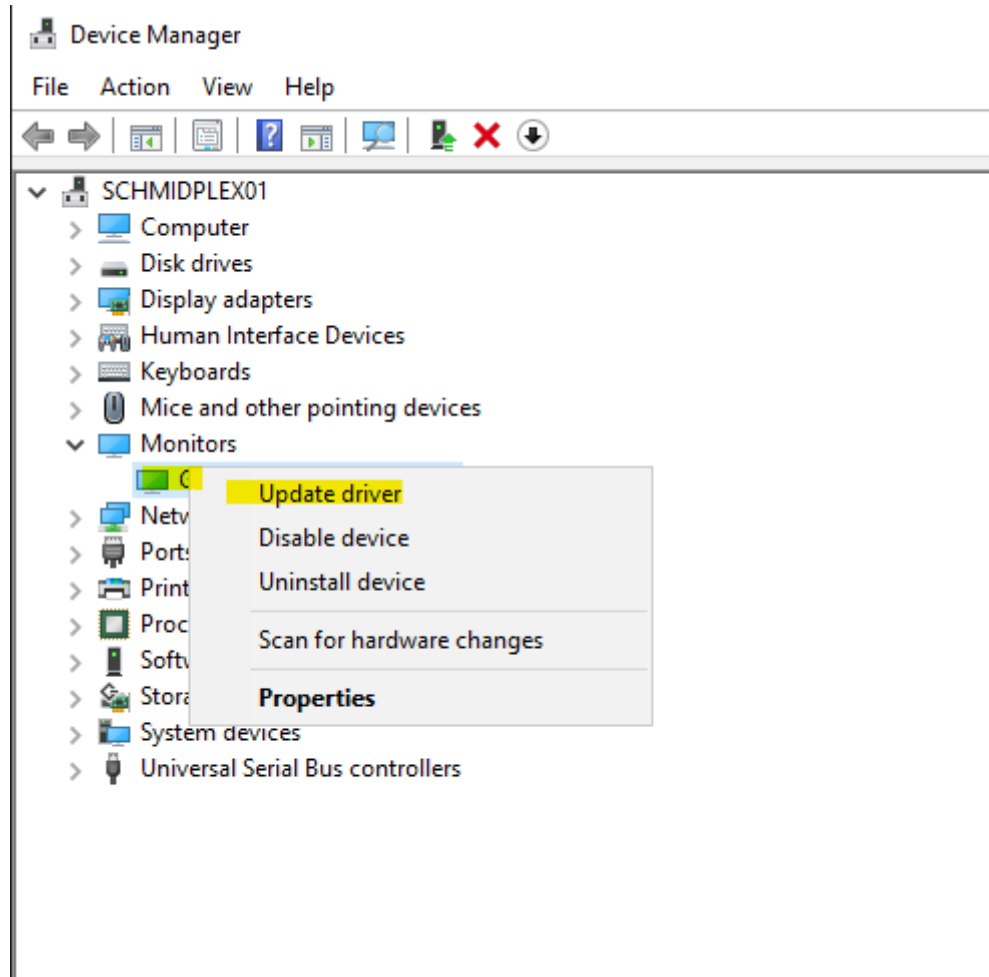 Device Manager
File Action View Help
SCHMIDPLEX01
Computer
Disk drives
Display adapters
Human Interface Devices
Keyboards
Mice and other pointing devices
Monitors
Update driver
Disable device
Uninstall device
Scan for hardware changes
Properties
Print
System devices
Universal Serial Bus controllers